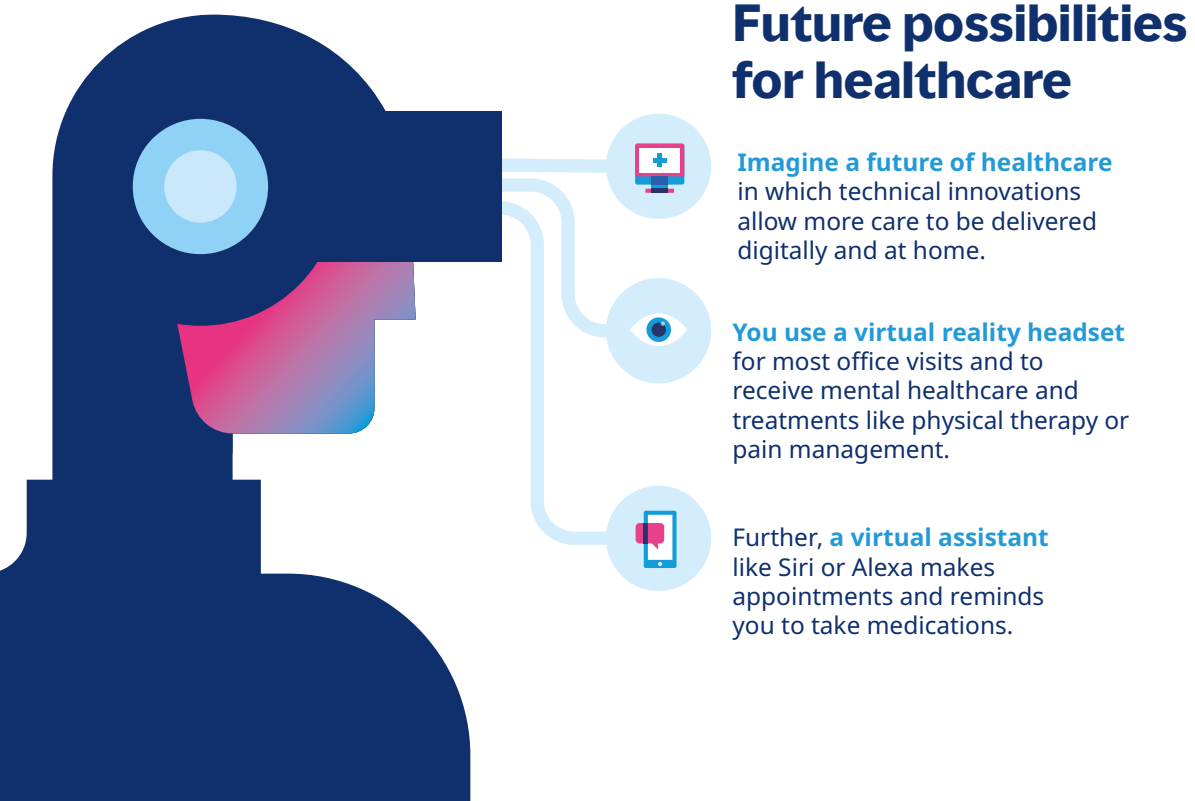 Future possibilities
for healthcare
Imagine a future of healthcare
in which technical innovations
allow more care to be delivered
digitally and at home.
You use a virtual reality headset
for most office visits and to
receive mental healthcare and
treatments like physical therapy or
pain management.
Further, a virtual assistant
like Siri or Alexa makes
appointments and reminds
you to take medications.